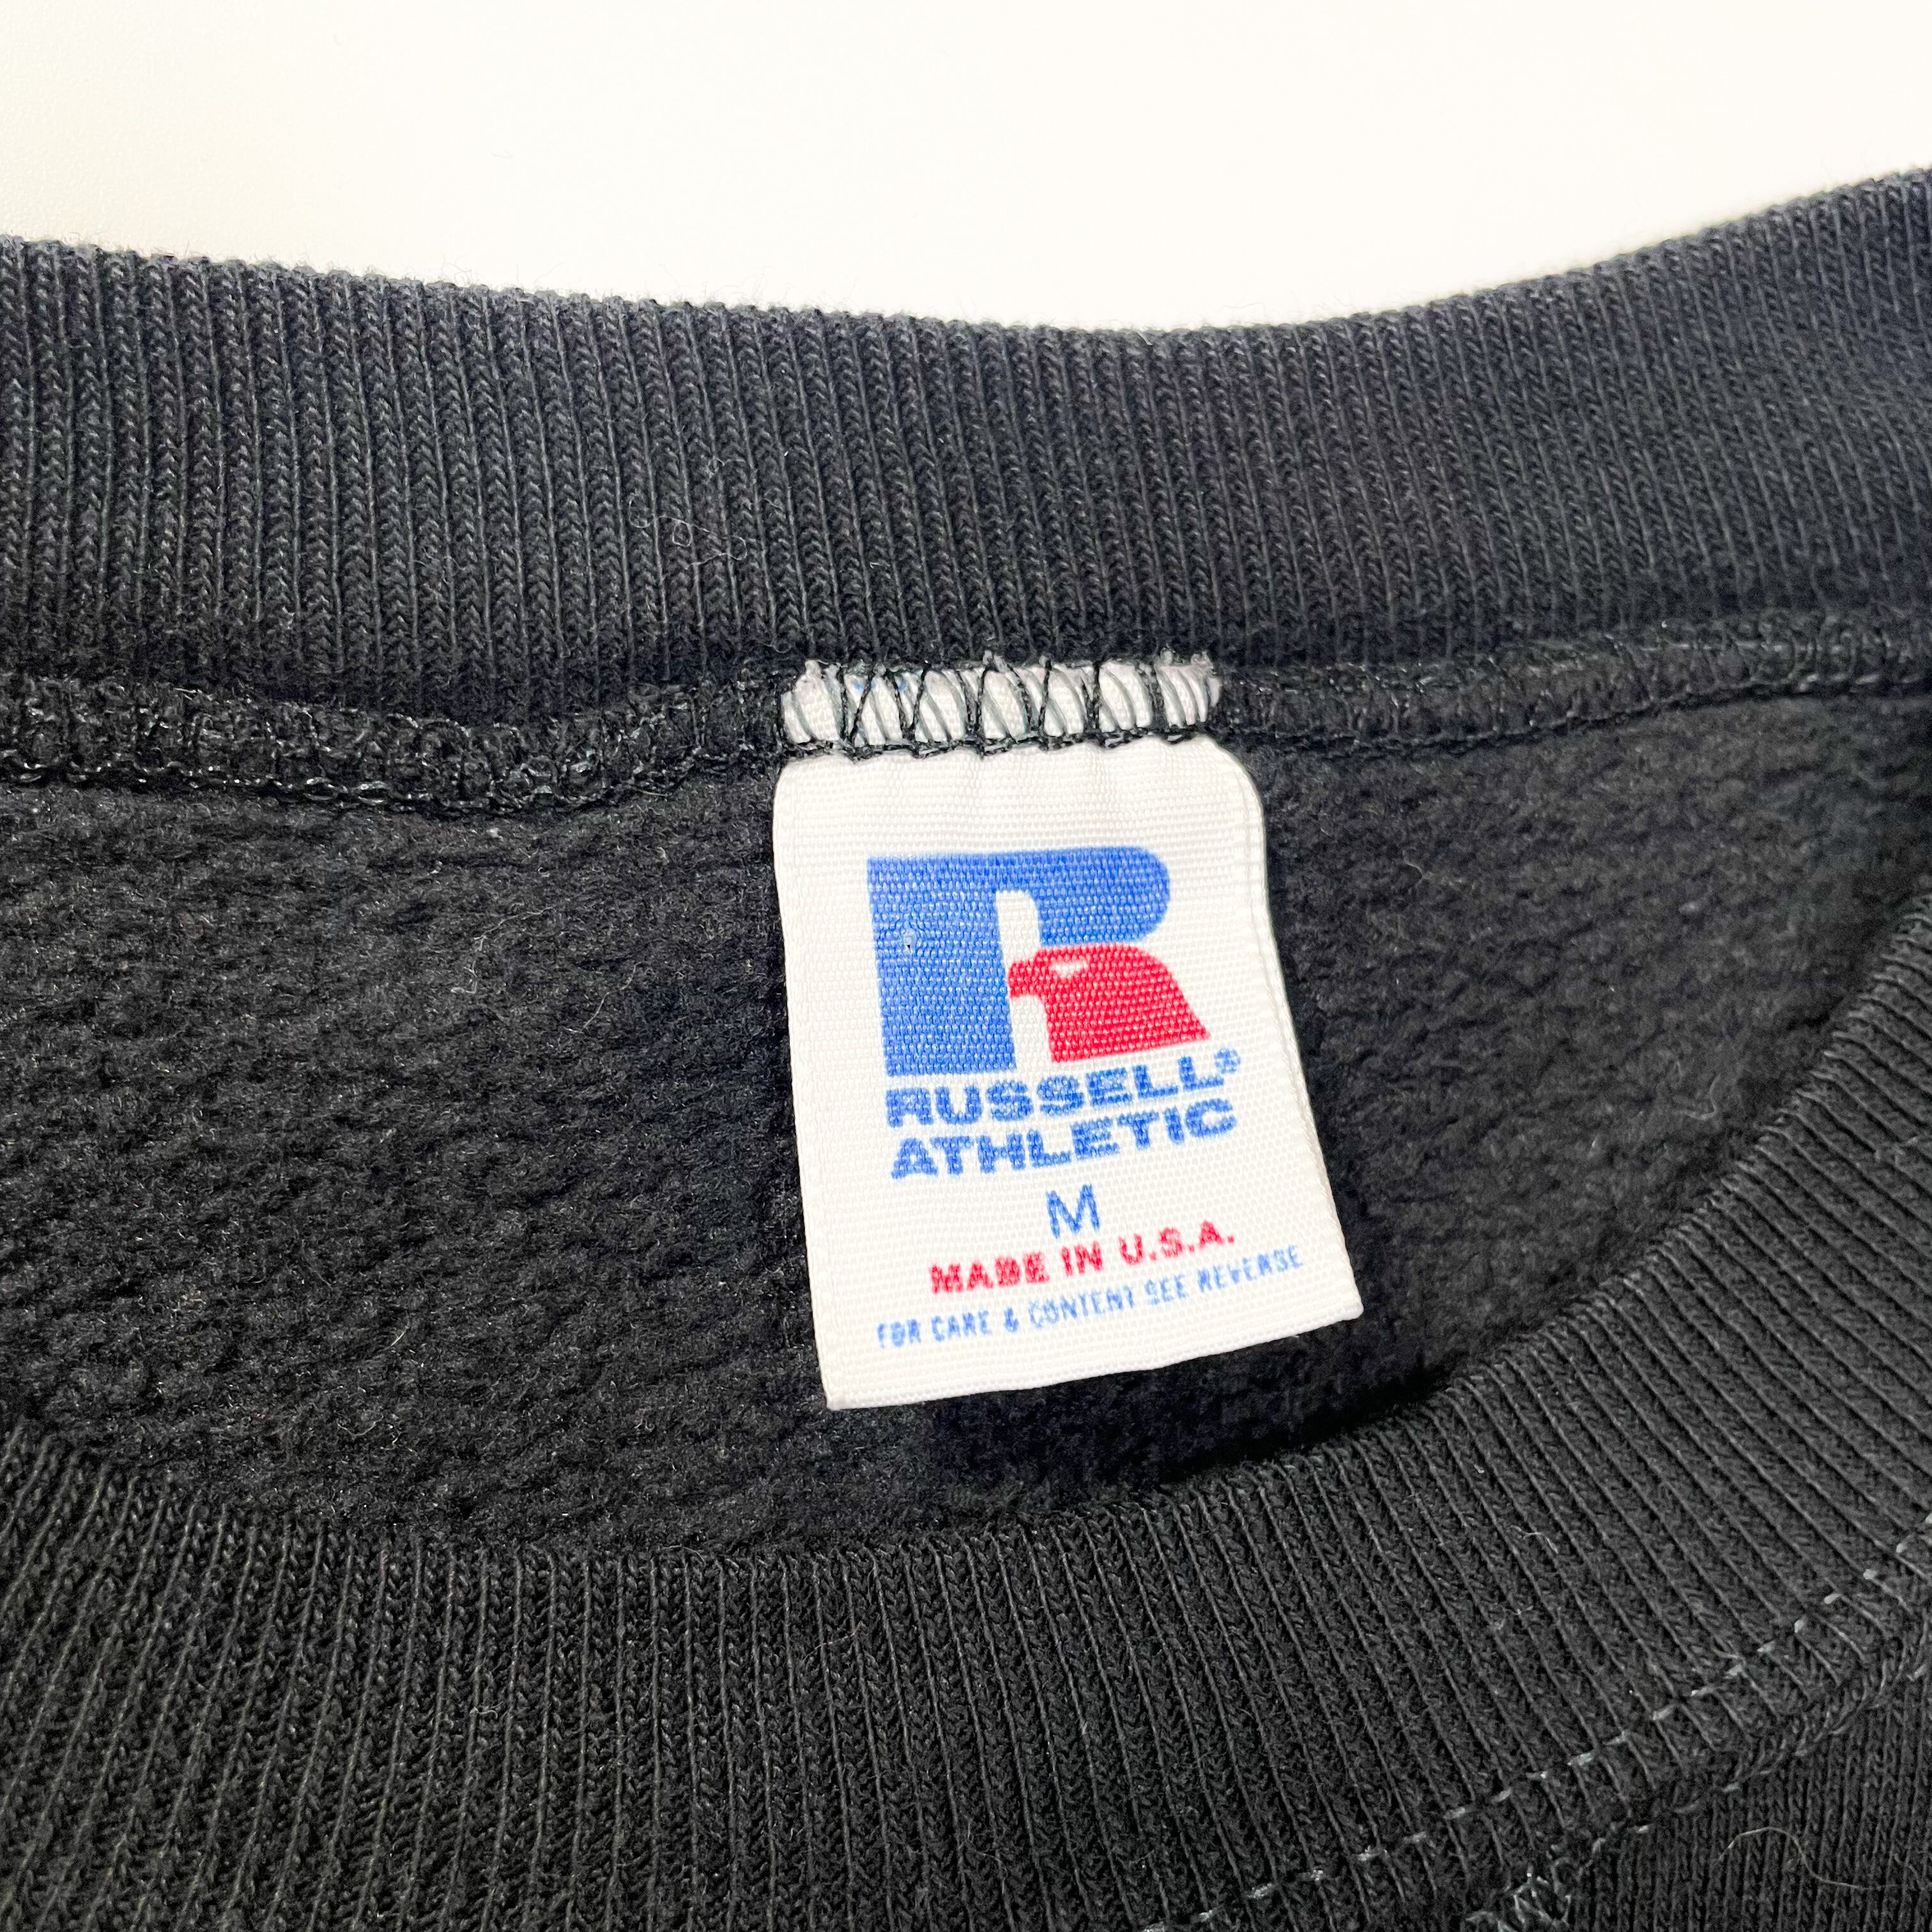 R
RUSSELL®
ATHLETIC
M
MADE IN U.S.A.
FOR CARE & CONTENT SEE REVERSE